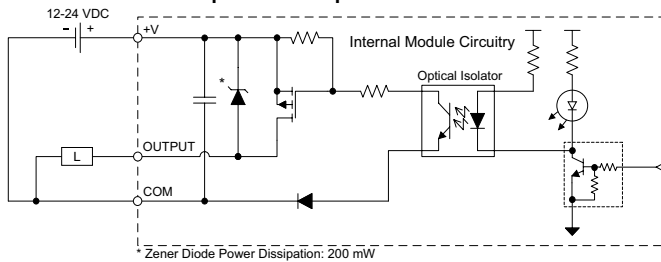 12-24 VDC
- +
+V
Internal Module Circuitry
*
Optical Isolator
OUTPUT
L
COM
* Zener Diode Power Dissipation: 200 mW